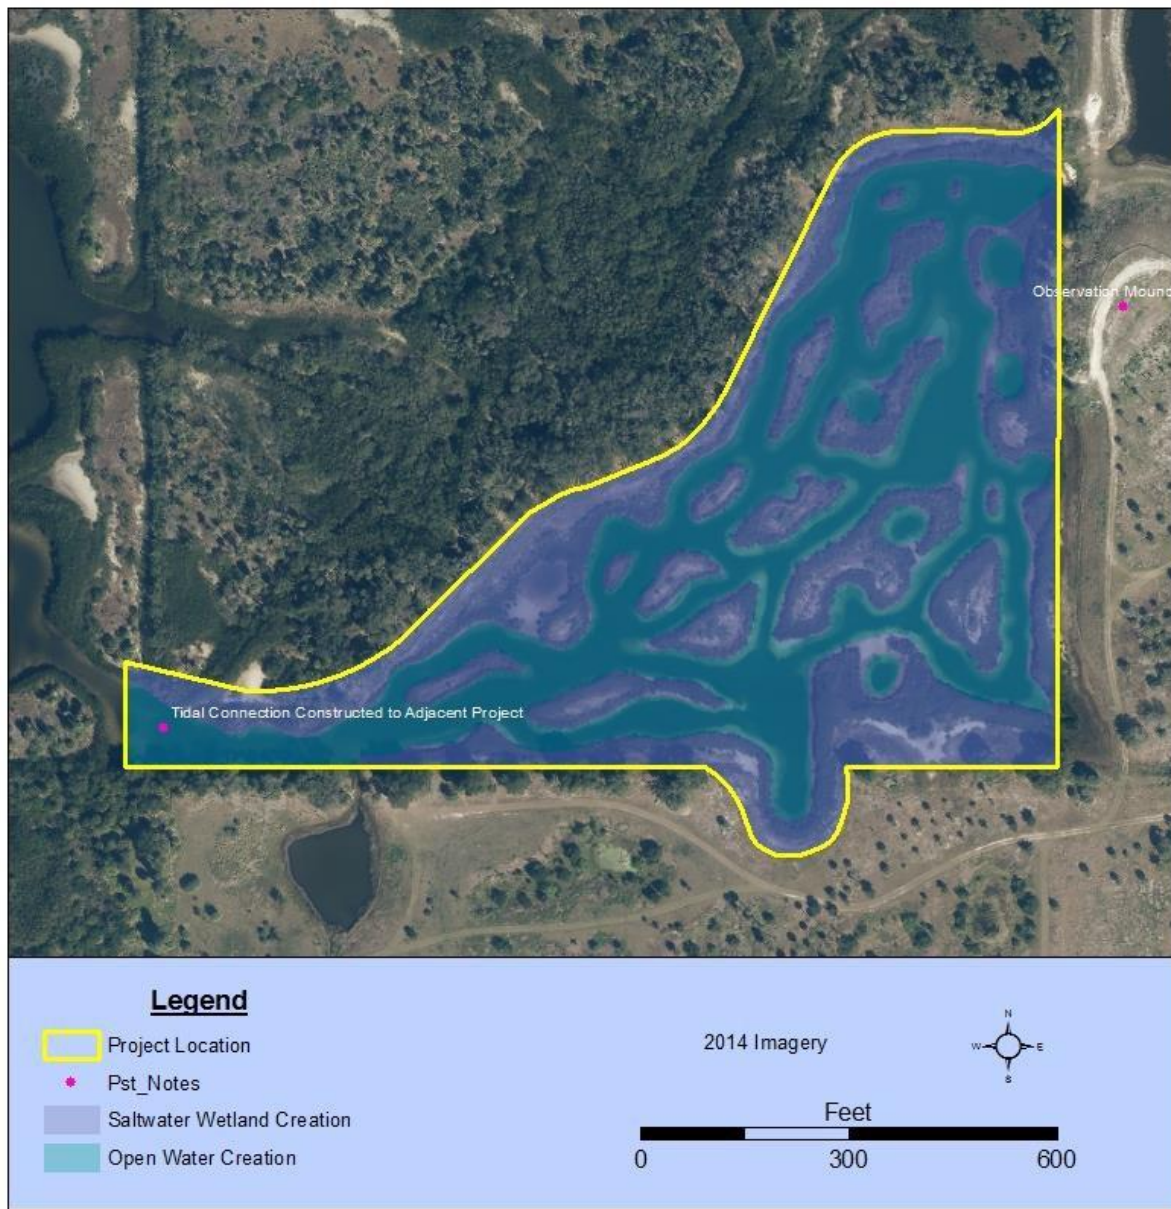 Observation Mound
Tidal Connection Constructed to Adjacent Project
Legend
Project Location
Pst_Notes
Saltwater Wetland Creation
Open Water Creation
2014 Imagery
N
W E
S
Feet
0 300 600